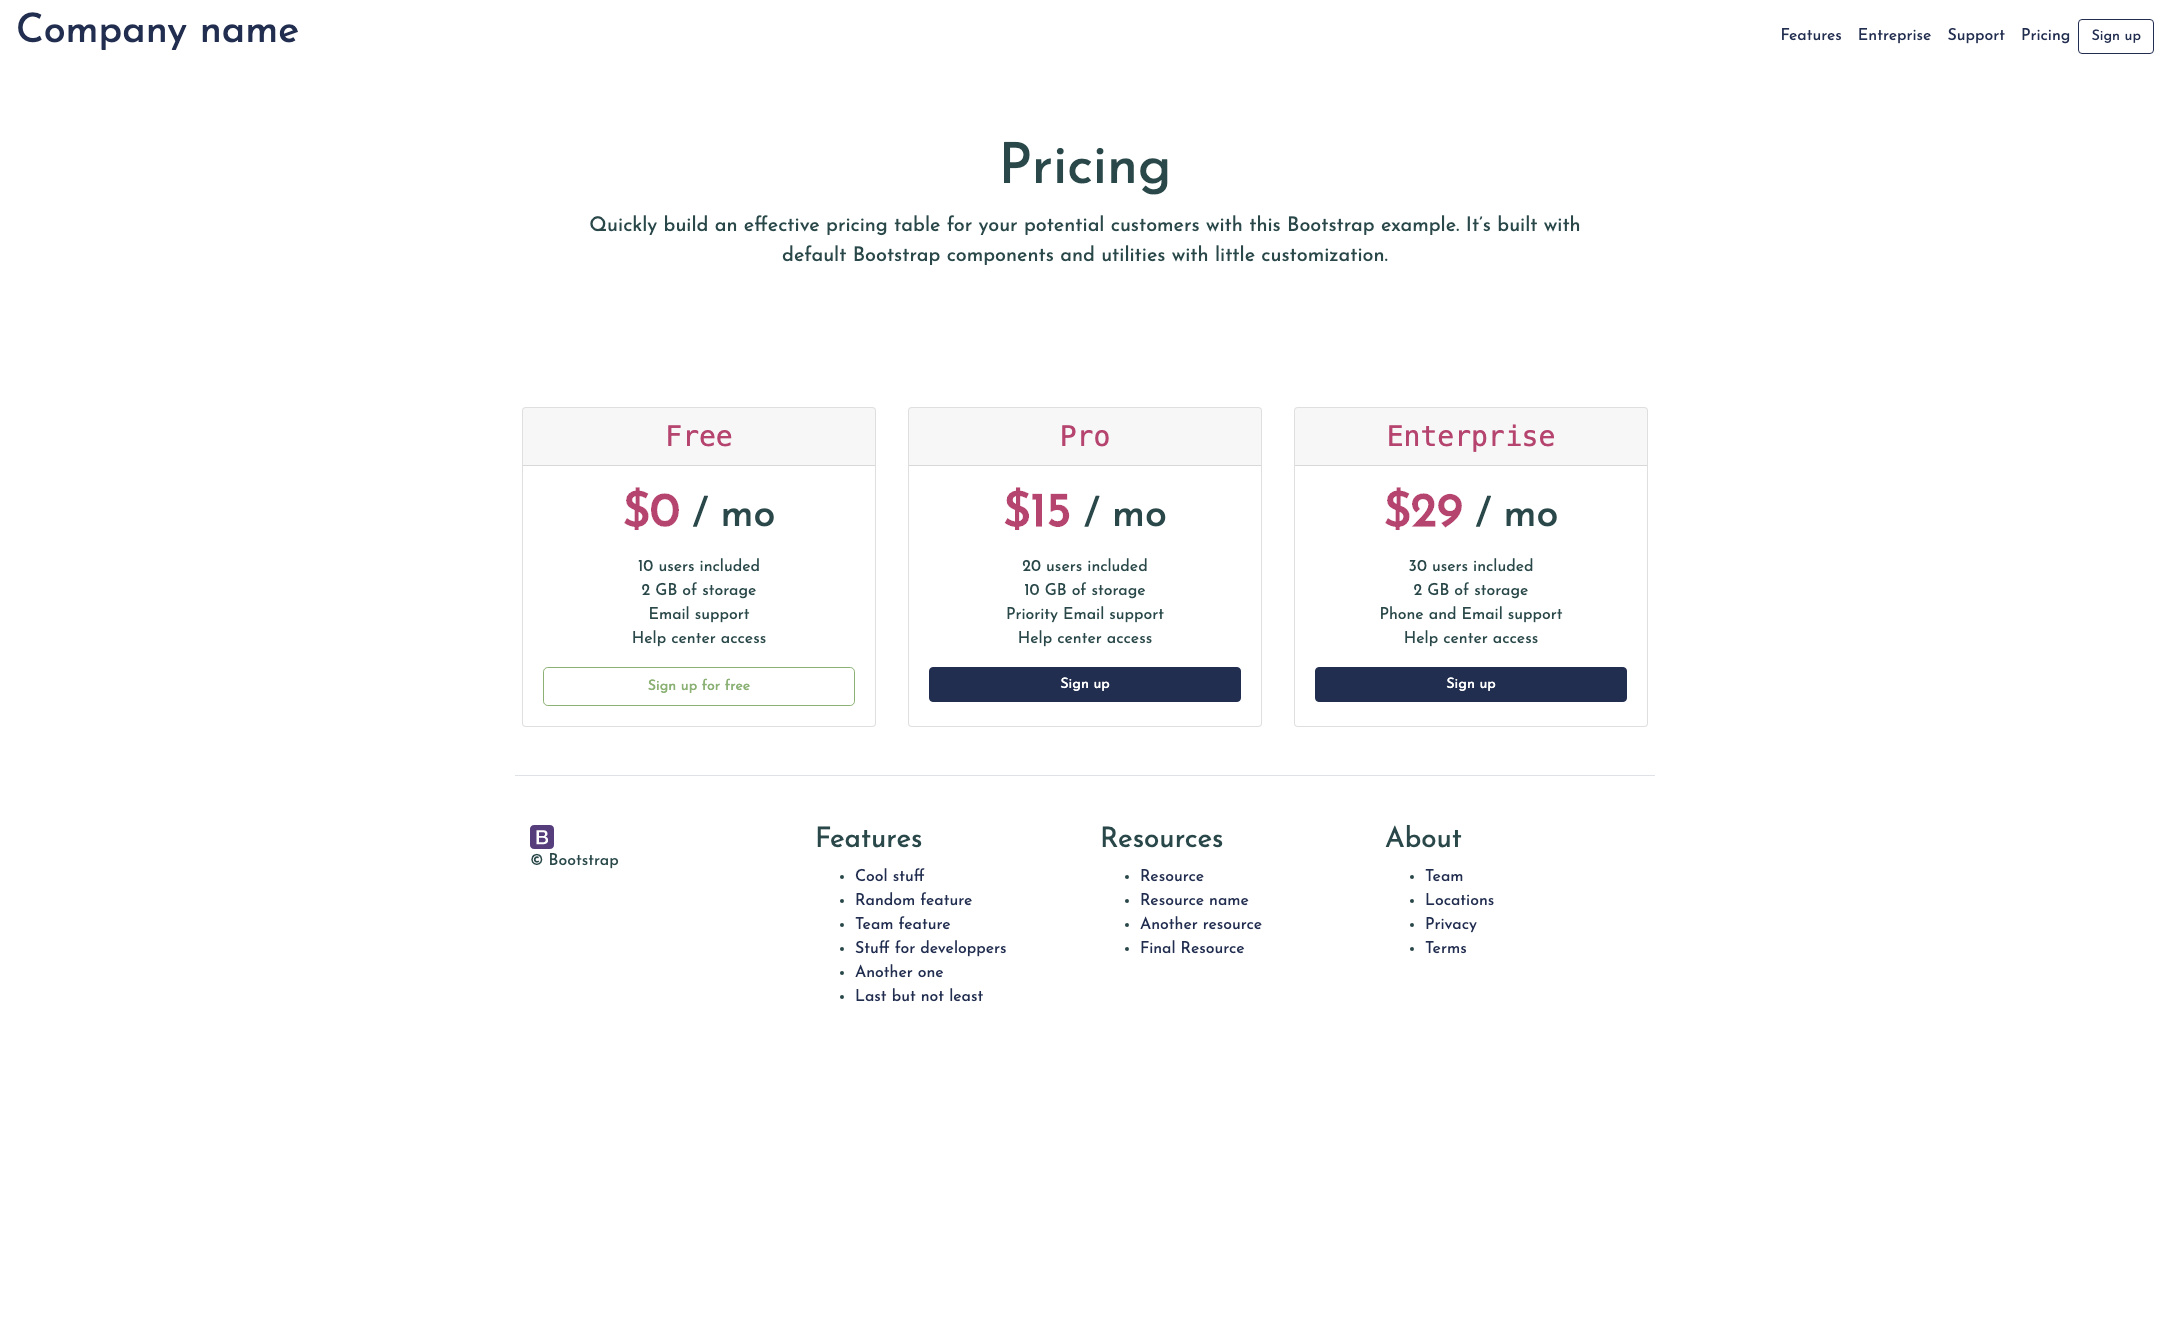 Company name
Features Entreprise Support Pricing Sign up
Pricing
Quickly build an effective pricing table for your potential customers with this Bootstrap example. It's built with
default Bootstrap components and utilities with little customization.
Free
$0 / mo
10 users included
2 GB of storage
Email support
Help center access
Sign up for free
Pro
$15 / mo
20 users included
10 GB of storage
Priority Email support
Help center access
Sign up
Enterprise
$29 / mo
30 users included
2 GB of storage
Phone and Email support
Help center access
Sign up
B
© Bootstrap
Features
Cool stuff
Random feature
Team feature
Stuff for developpers
Another one
Last but not least
Resources
Resource
Resource name
Another resource
Final Resource
About
Team
Locations
Privacy
Terms